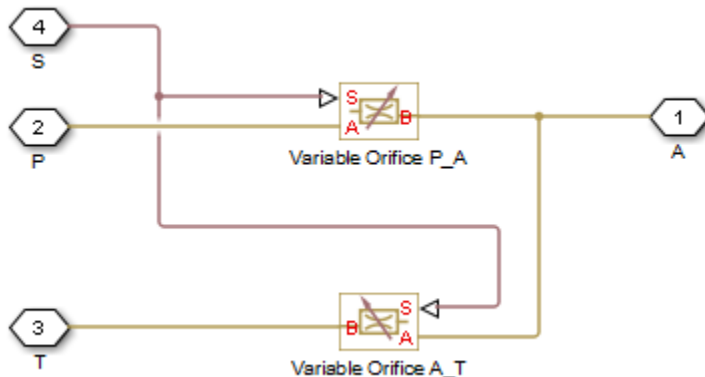 4
S
S
A
B
Variable Orifice P_A
2
P
1
A
S
B
A
Variable Orifice A_T
3
T